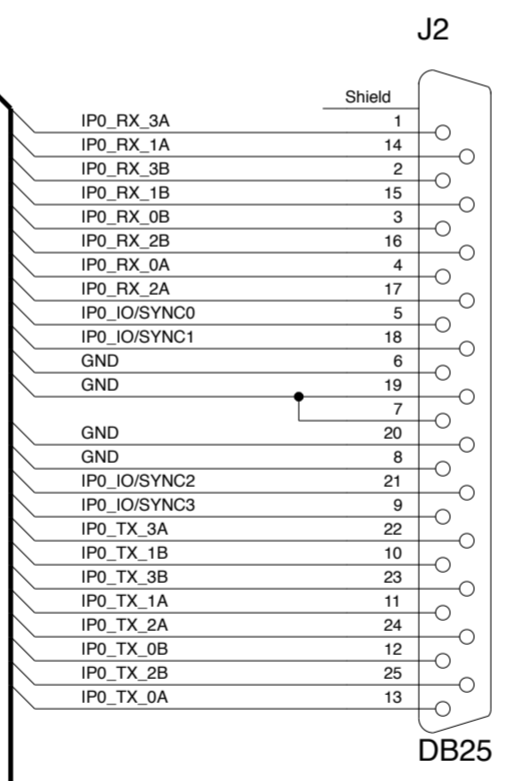 J2
Shield
IP0_RX_3A 1
IP0_RX_1A 14
IP0_RX_3B 2
IP0_RX_1B 15
IP0_RX_0B 3
IP0_RX_2B 16
IP0_RX_0A 4
IP0_RX_2A 17
IP0_IO/SYNC0 5
IP0_IO/SYNC1 18
GND 6
GND 19
7
GND 20
GND 8
IP0_IO/SYNC2 21
IP0_IO/SYNC3 9
IP0_TX_3A 22
IP0_TX_1B 10
IP0_TX_3B 23
IP0_TX_1A 11
IP0_TX_2A 24
IP0_TX_0B 12
IP0_TX_2B 25
IP0_TX_0A 13
DB25